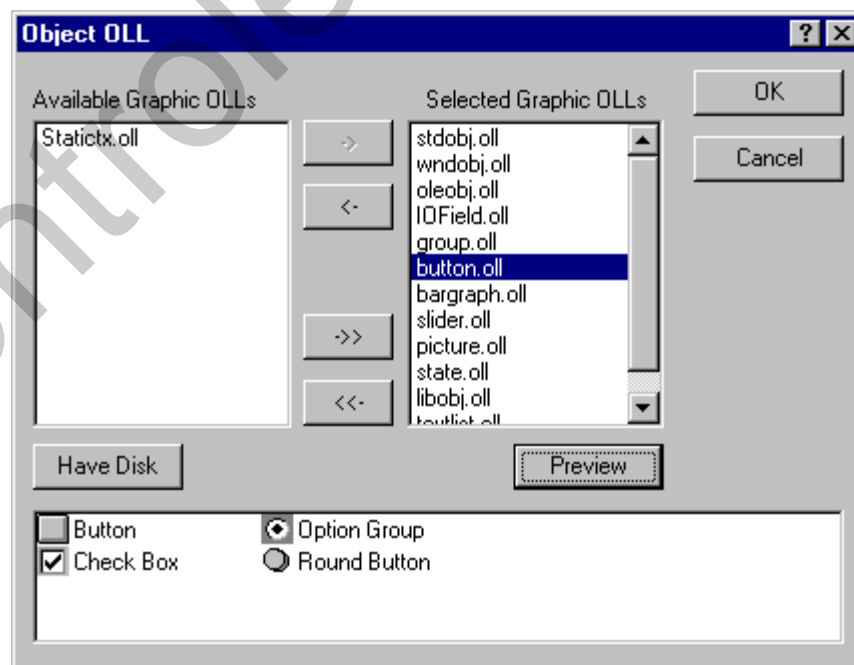 Object OLL
Available Graphic OLLs
Selected Graphic OLLs
OK
Cancel
Statictx.oll
->
<-
->>
<<-
stdobj.oll
wndobj.oll
oleobj.oll
IOField.oll
group.oll
button.oll
bargraph.oll
slider.oll
picture.oll
state.oll
libobj.oll
Have Disk
Preview
Button
Option Group
Check Box
Round Button